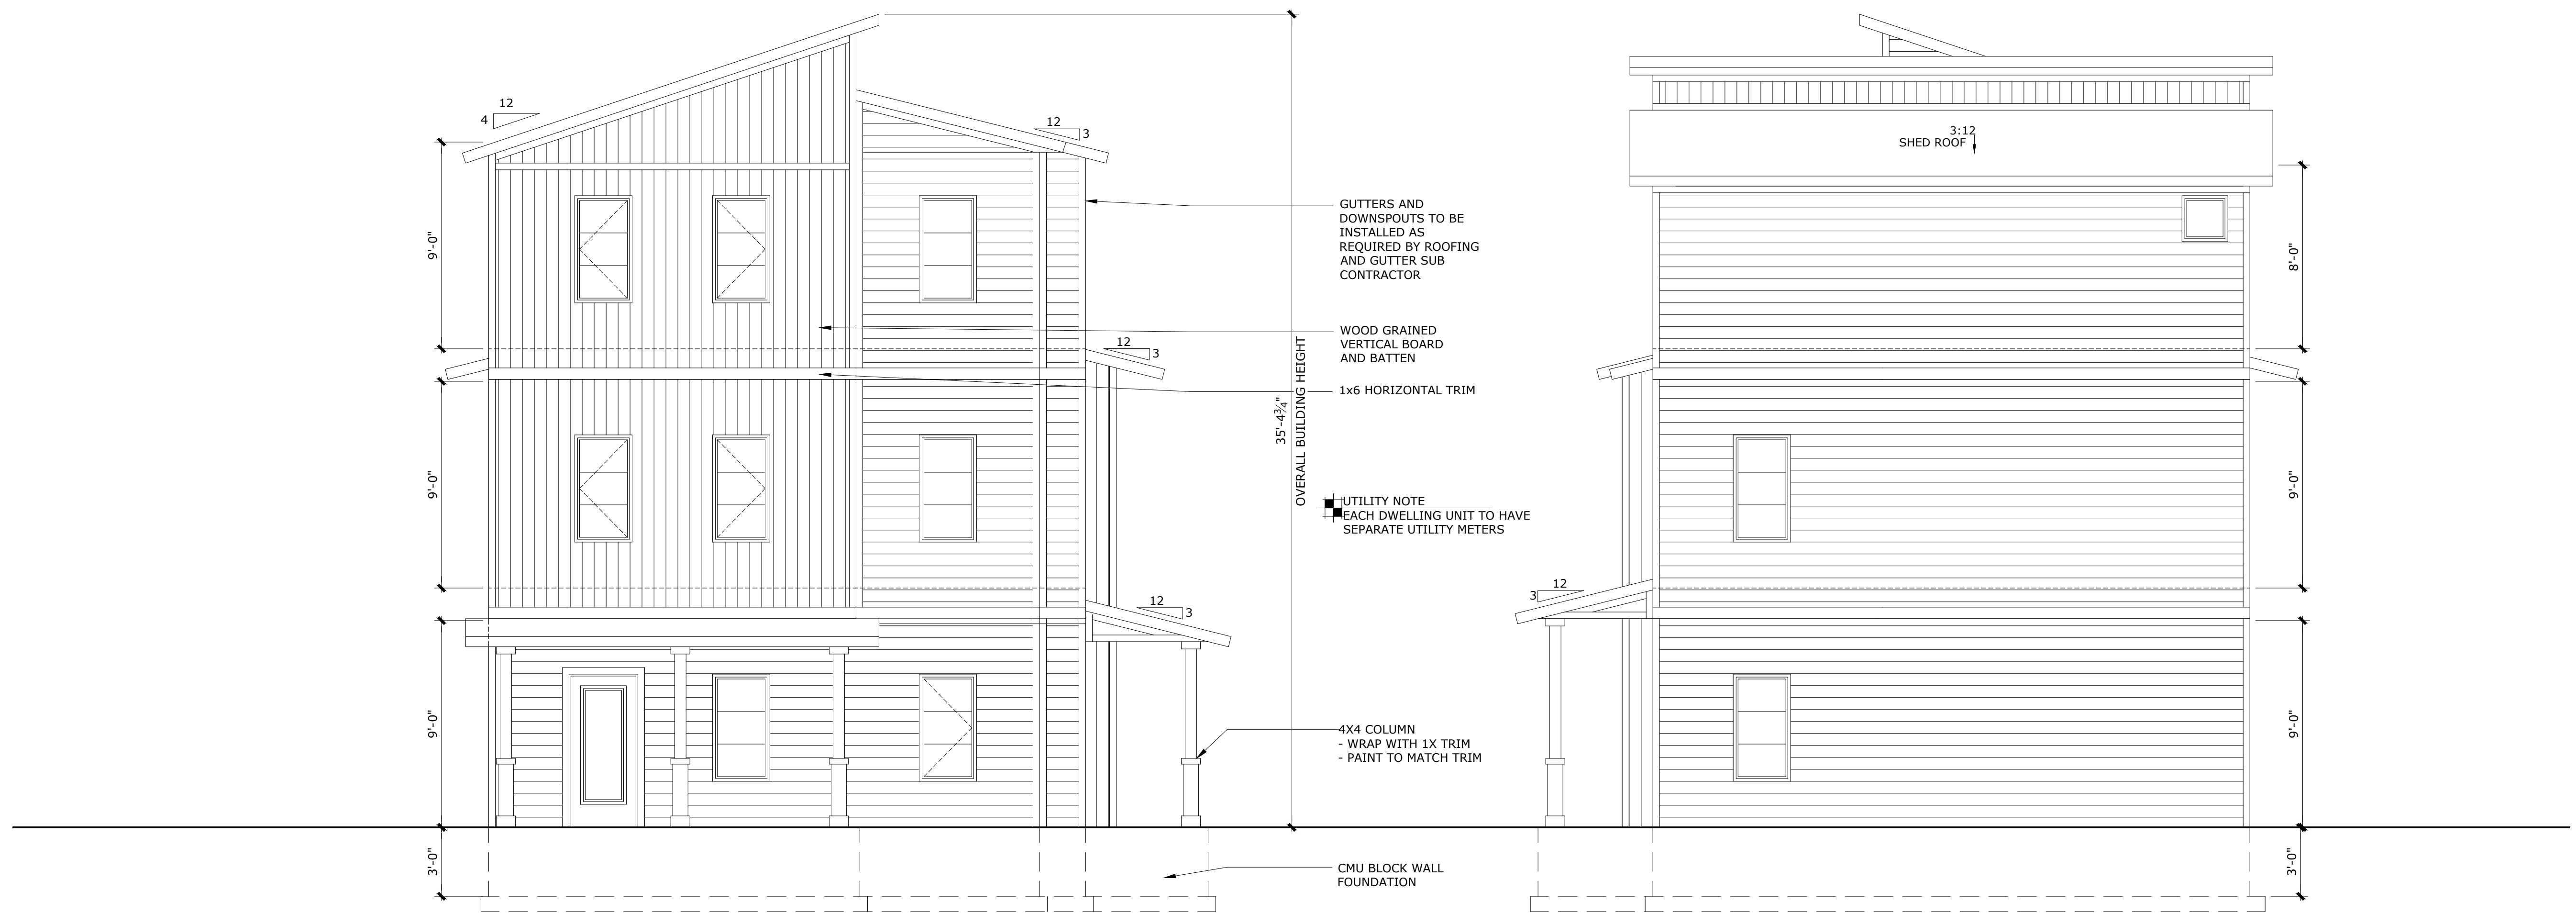 12
4
12
3
9'-0"
GUTTERS AND
DOWNSPOUTS TO BE
INSTALLED AS
REQUIRED BY ROOFING
AND GUTTER SUB
CONTRACTOR
WOOD GRAINED
VERTICAL BOARD
AND BATTEN
12
3
1x6 HORIZONTAL TRIM
9'-0"
35'-4¾"
OVERALL BUILDING HEIGHT
UTILITY NOTE
EACH DWELLING UNIT TO HAVE
SEPARATE UTILITY METERS
12
3
9'-0"
4X4 COLUMN
- WRAP WITH 1X TRIM
- PAINT TO MATCH TRIM
3'-0"
CMU BLOCK WALL
FOUNDATION
3:12
SHED ROOF
8'-0"
9'-0"
12
3
9'-0"
3'-0"